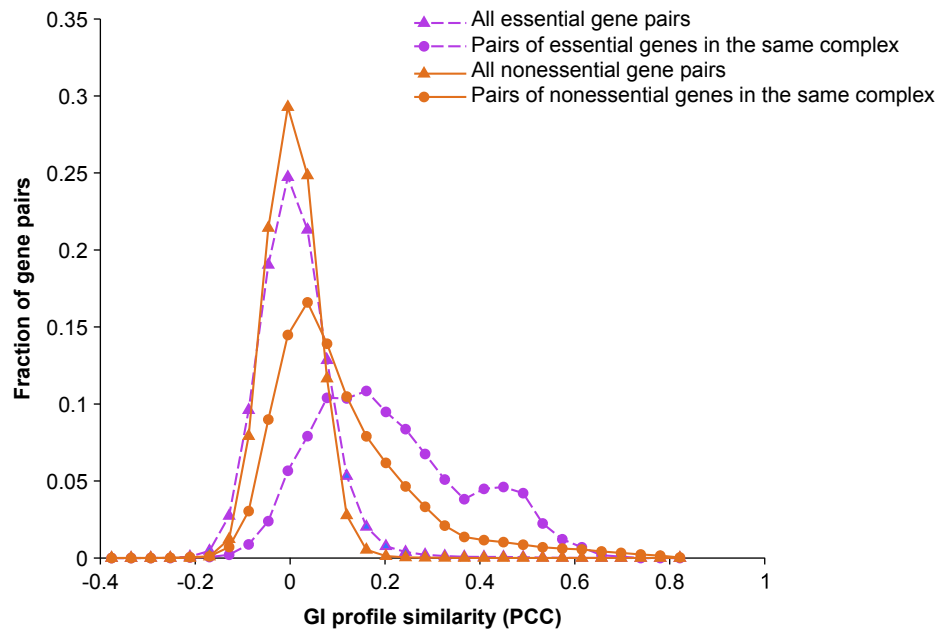 All essential gene pairs
Pairs of essential genes in the same complex
All nonessential gene pairs
Pairs of nonessential genes in the same complex
Fraction of gene pairs
0.35
0.3
0.25
0.2
0.15
0.1
0.05
0
-0.4
-0.2
0
0.2
0.4
0.6
0.8
1
GI profile similarity (PCC)